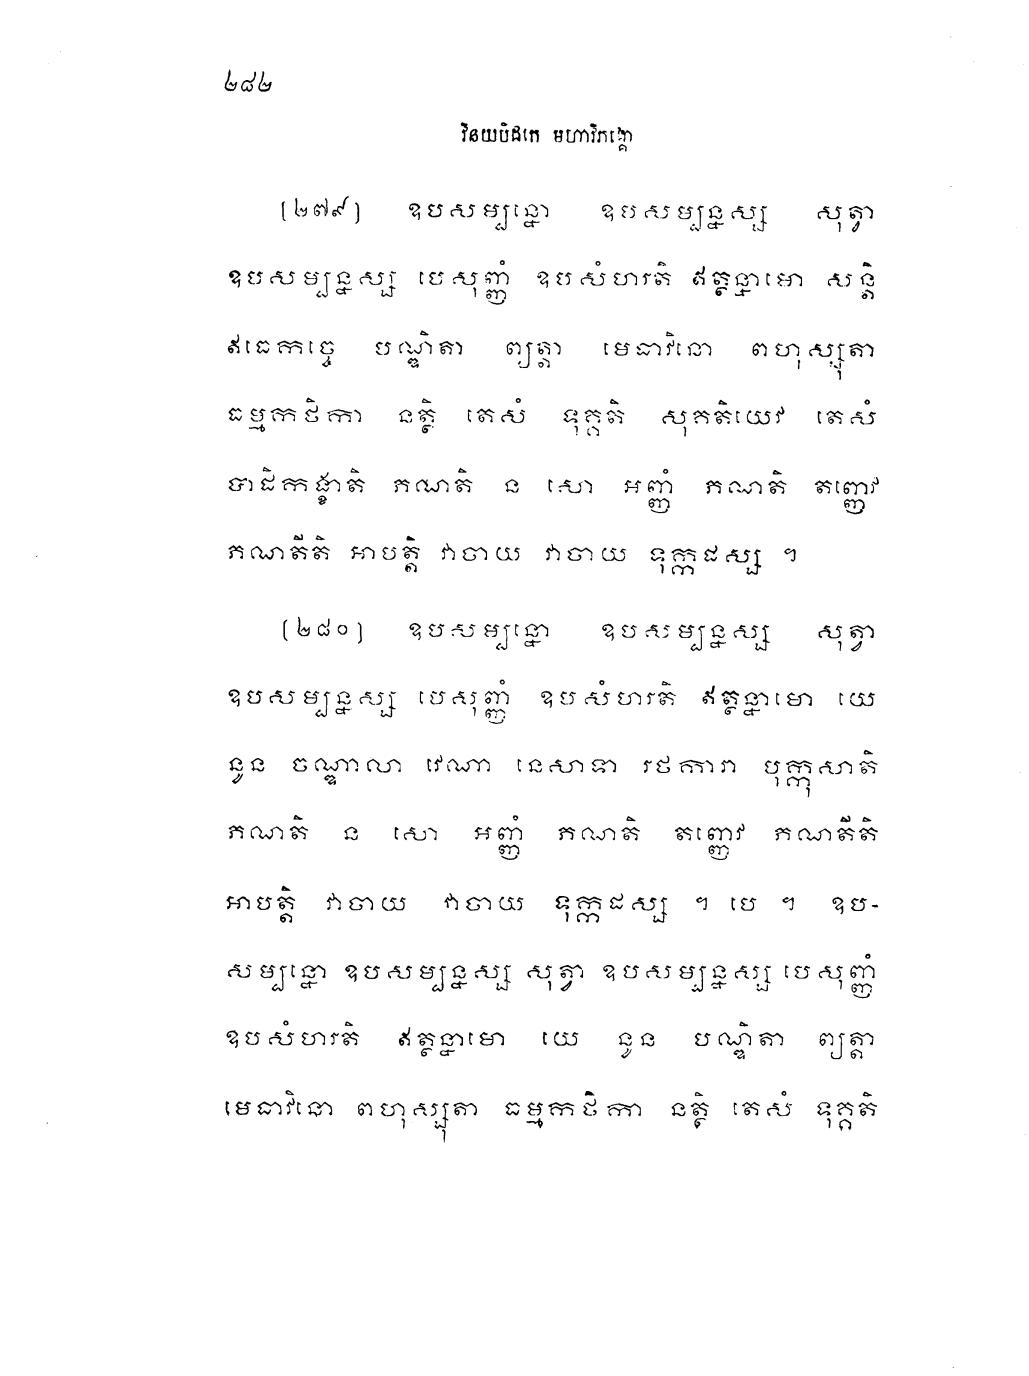 ២៨២
វិនយបិដកេ មហាវិភង្គោ
(២៧៩) ឧបសម្បន្នោ ឧបសម្បន្នស្ស សុត្វា
ឧបសម្បន្នស្ស បេសុញ្ញំ ឧបសំហរតិ ឥត្ថន្នាមោ សន្តិ
ឥធេកច្ចេ បណ្ឌិតា ព្យត្តា មេធាវិនោ ពហុស្សុតា
ធម្មកថិកា នត្ថិ តេសំ ទុគ្គតិ សុគតិយេវ តេសំ
បាដិកង្ខាតិ ភណតិ ន សោ អញ្ញំ ភណតិ តញ្ញេវ
ភណតីតិ អាបត្តិ វាចាយ វាចាយ ទុក្កដស្ស ។
(២៨០) ឧបសម្បន្នោ ឧបសម្បន្នស្ស សុត្វា
ឧបសម្បន្នស្ស បេសុញ្ញំ ឧបសំហរតិ ឥត្ថន្នាមោ យេ
នូន ចណ្ឌាលា វេណា នេសាទា រថការា បុក្កុសាតិ
ភណតិ ន សោ អញ្ញំ ភណតិ តញ្ញេវ ភណតីតិ
អាបត្តិ វាចាយ វាចាយ ទុក្កដស្ស ។ បេ ។ ឧប-
សម្បន្នោ ឧបសម្បន្នស្ស សុត្វា ឧបសម្បន្នស្ស បេសុញ្ញំ
ឧបសំហរតិ ឥត្ថន្នាមោ យេ នូន បណ្ឌិតា ព្យត្តា
មេធាវិនោ ពហុស្សុតា ធម្មកថិកា នត្ថិ តេសំ ទុគ្គតិ